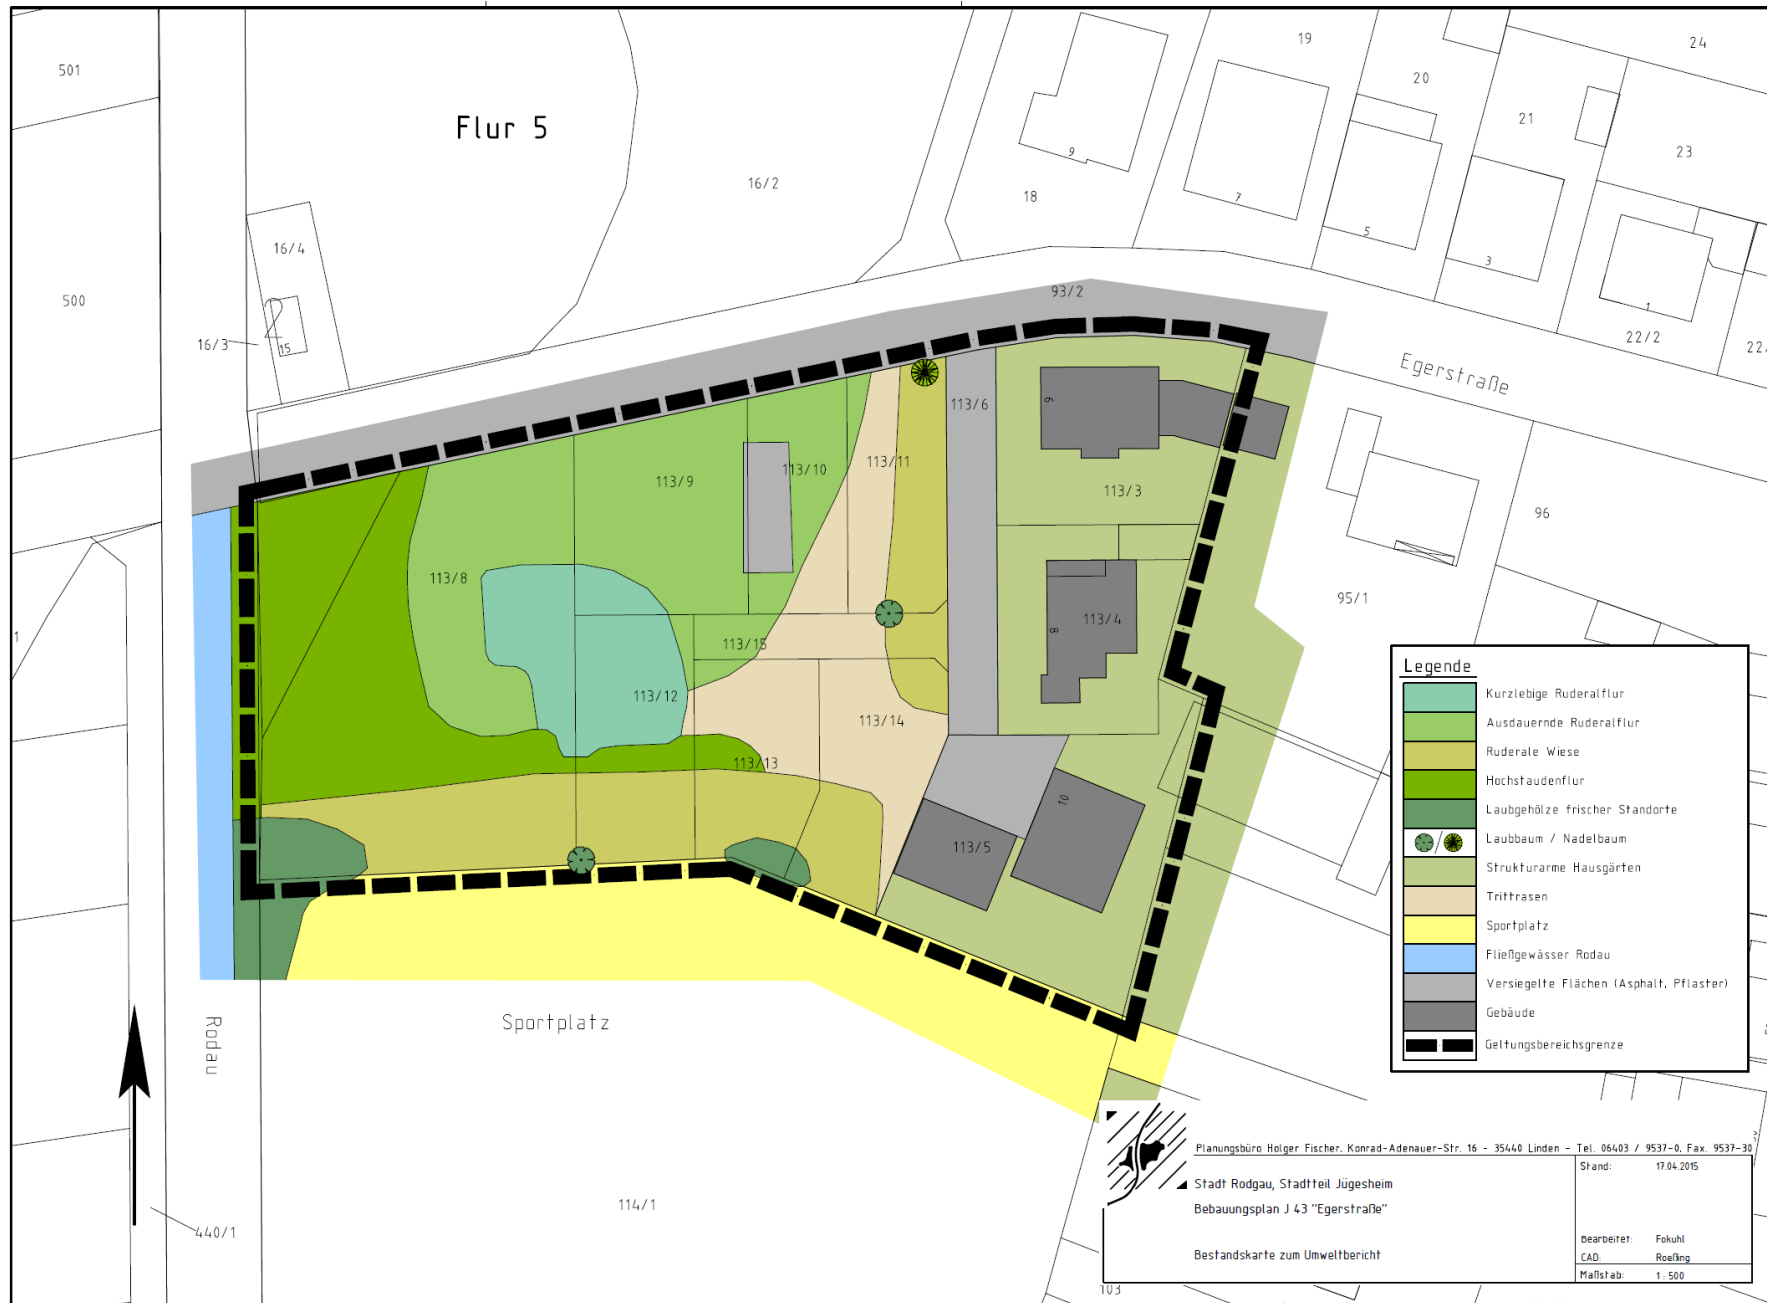 501
19
24
20
21
Flur 5
23
9
16/2
18
7
5
16/4
3
500
93/2
1
15
16/3
22/2
22
Egerstraße
9
113/6
113/11
113/10
113/9
113/3
96
113/8
95/1
113/4
8
1
113/15
113/12
113/14
113/13
10
113/5
Legende
Kurzlebige Ruderalflur
Ausdauernde Ruderalflur
Ruderale Wiese
Hochstaudenflur
Laubgehölze frischer Standorte
Laubbaum / Nadelbaum
Strukturarme Hausgärten
Trittrasen
Sportplatz
Fließgewässer Rodau
Versiegelte Flächen (Asphalt, Pflaster)
Gebäude
Geltungsbereichsgrenze
Rodau
Sportplatz
114/1
440/1
103
Planungsbüro Holger Fischer, Konrad-Adenauer-Str. 16 - 35440 Linden - Tel. 06403 / 9537-0, Fax. 9537-30
Stadt Rodgau, Stadtteil Jügesheim
Bebauungsplan J 43 "Egerstraße"
Bestandskarte zum Umweltbericht
Stand: 17.04.2015
Bearbeitet: Fokuhl
CAD: Roeßing
Maßstab: 1 : 500